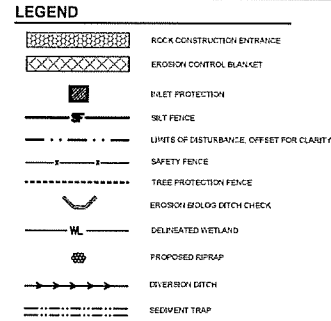 LEGEND
ROCK CONSTRUCTION ENTRANCE
EROSION CONTROL BLANKET
INLET PROTECTION
SF
SILT FENCE
LIMITS OF DISTURBANCE, OFFSET FOR CLARITY
x x
SAFETY FENCE
TREE PROTECTION FENCE
EROSION BIOLOG DITCH CHECK
WL
DELINEATED WETLAND
PROPOSED RIPRAP
DIVERSION DITCH
SEDIMENT TRAP